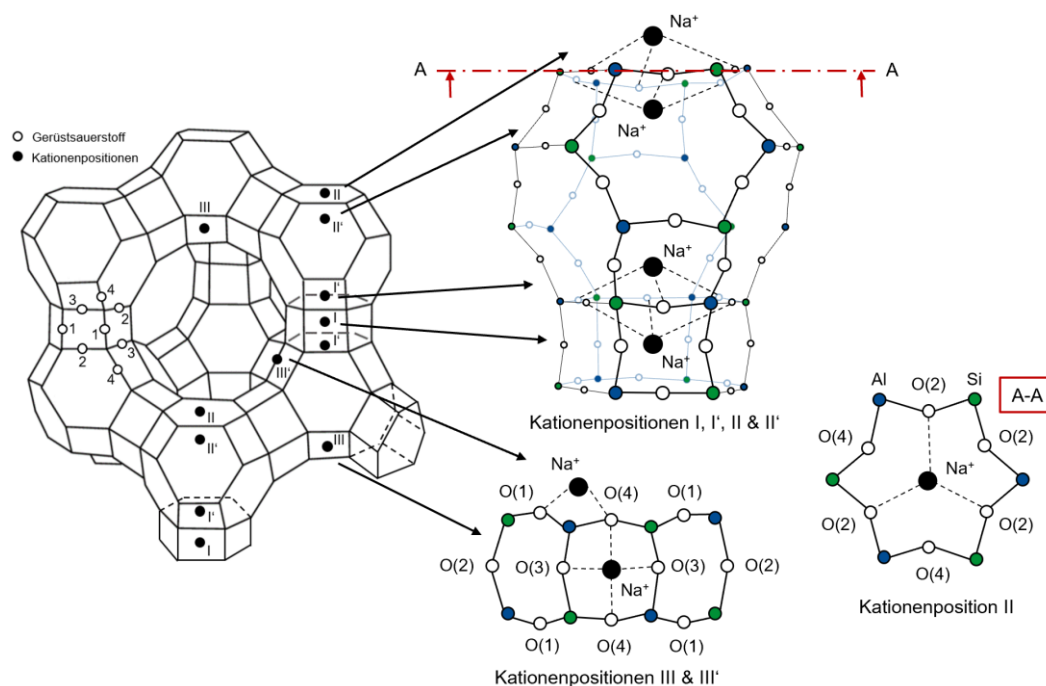 Gerüstsauerstoff
Kationenpositionen
III
II
II'
4
3
2
1
1
2
3
4
I'
I
I'
III'
II
II'
III
I'
I
Na⁺
A
A
Na⁺
Na⁺
Na⁺
Kationenpositionen I, I', II & II'
Na⁺
O(1)
O(4)
O(1)
O(2)
O(3)
O(3)
O(2)
Na⁺
O(1)
O(4)
O(1)
Kationenpositionen III & III'
A-A
Al
O(2)
Si
O(4)
O(2)
Na⁺
O(2)
O(2)
O(4)
Kationenposition II